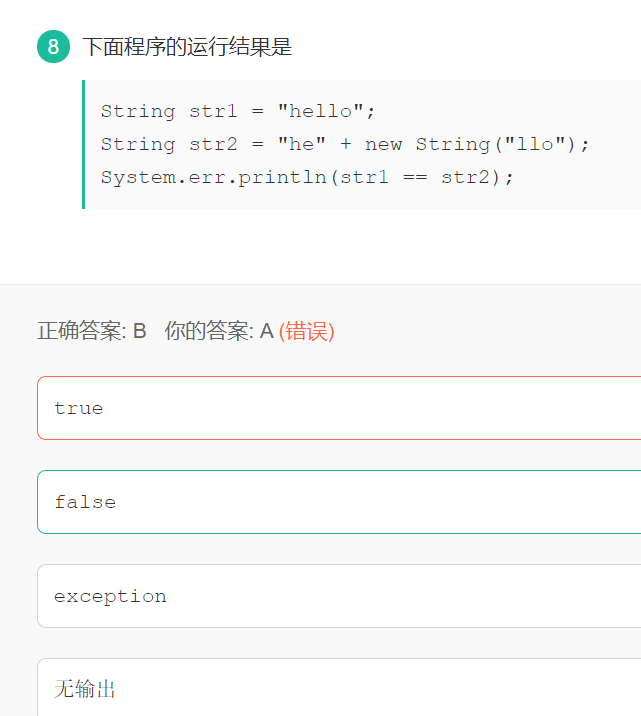 8 下面程序的运行结果是
String str1 = "hello";
String str2 = "he" + new String("llo");
System.err.println(str1 == str2);
正确答案: B 你的答案: A (错误)
true
false
exception
无输出